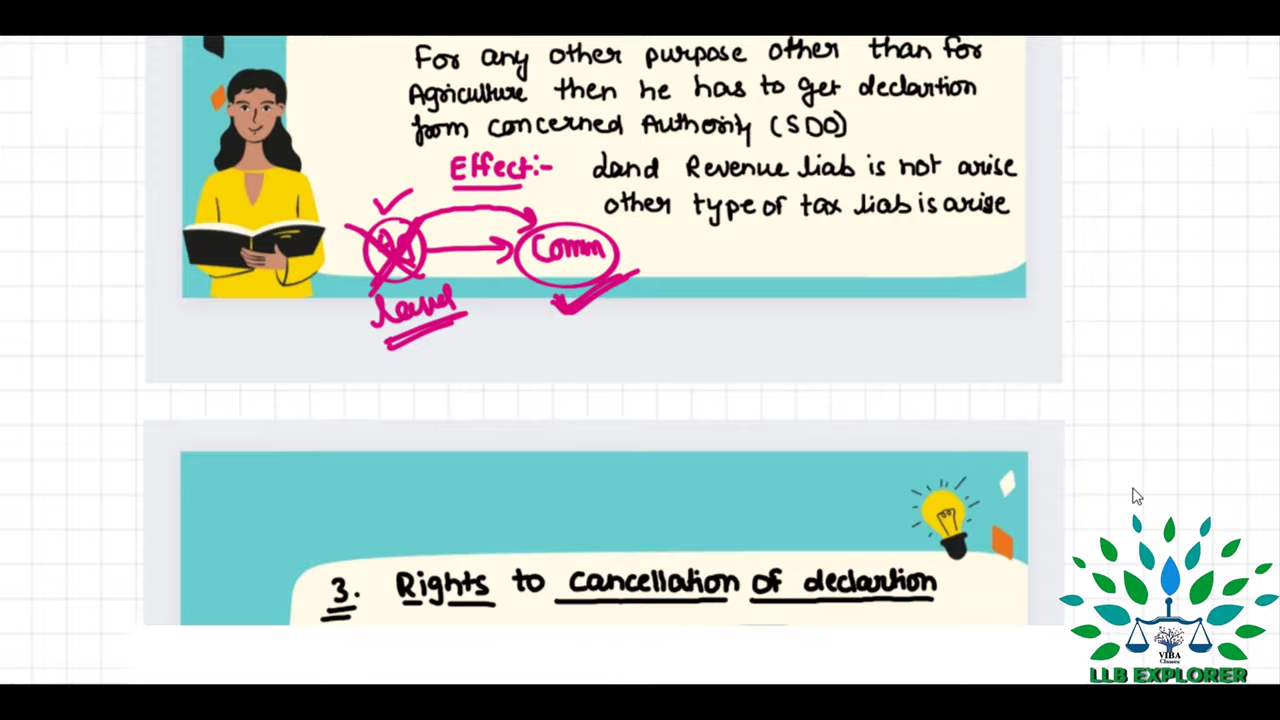 For any other purpose other than for
Agriculture then he has to get declartion
from concerned Authority (SDO)
Effect:- Land Revenue liab is not arise
other type of tax liab is arise
Comm
3. Rights to cancellation of declartion
VIBA
Classes
LLB EXPLORER